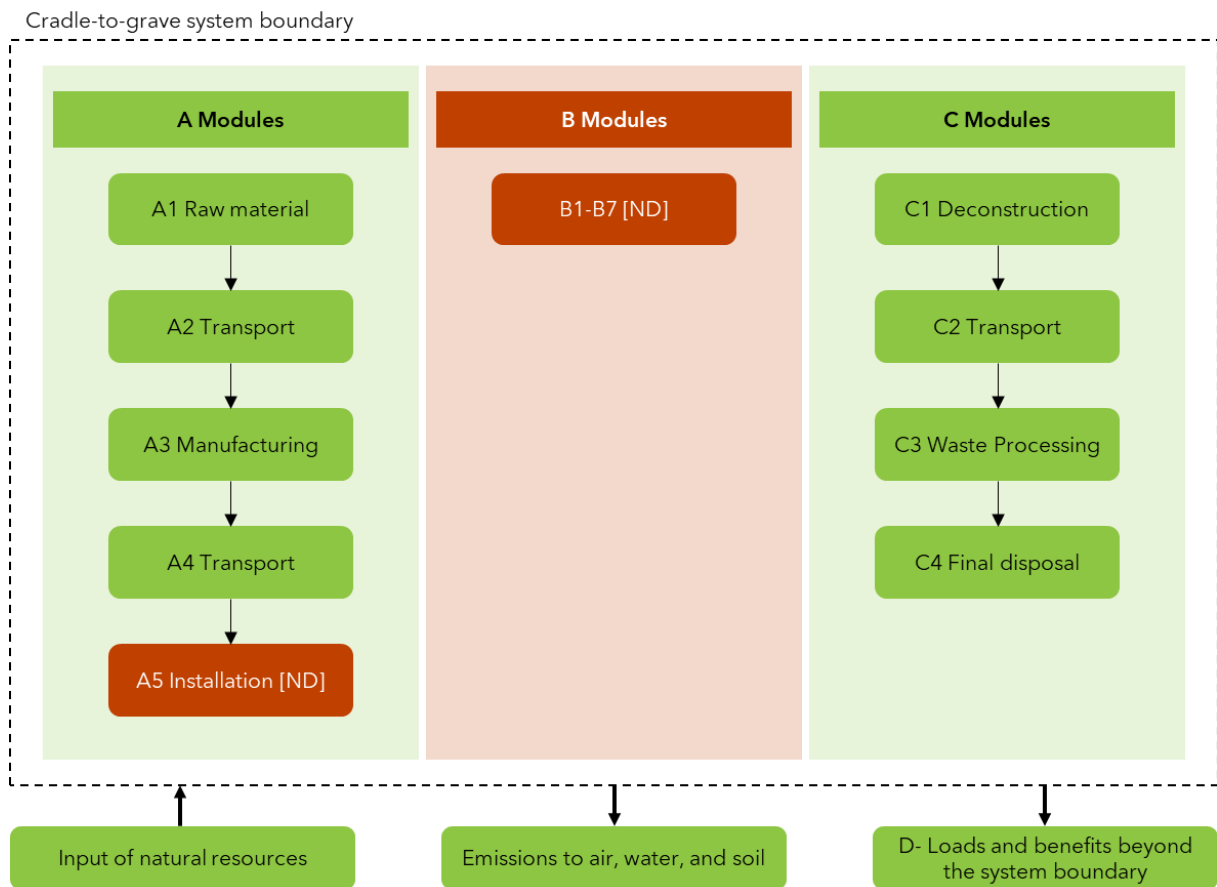 Cradle-to-grave system boundary
A Modules
A1 Raw material
A2 Transport
A3 Manufacturing
A4 Transport
A5 Installation [ND]
B Modules
B1-B7 [ND]
C Modules
C1 Deconstruction
C2 Transport
C3 Waste Processing
C4 Final disposal
Input of natural resources
Emissions to air, water, and soil
D- Loads and benefits beyond
the system boundary